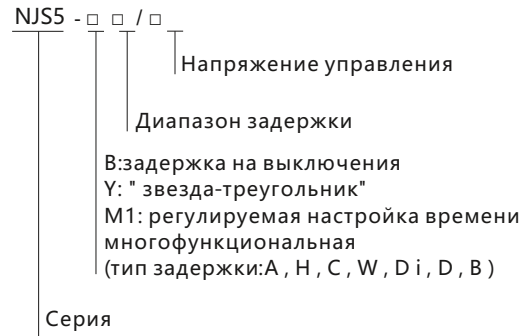 NJS5 - □ □ / □
Напряжение управления
Диапазон задержки
B:задержка на выключения
Y: " звезда-треугольник"
M1: регулируемая настройка времени
многофункциональная
(тип задержки:A , H , C , W , D i , D , B )
Серия